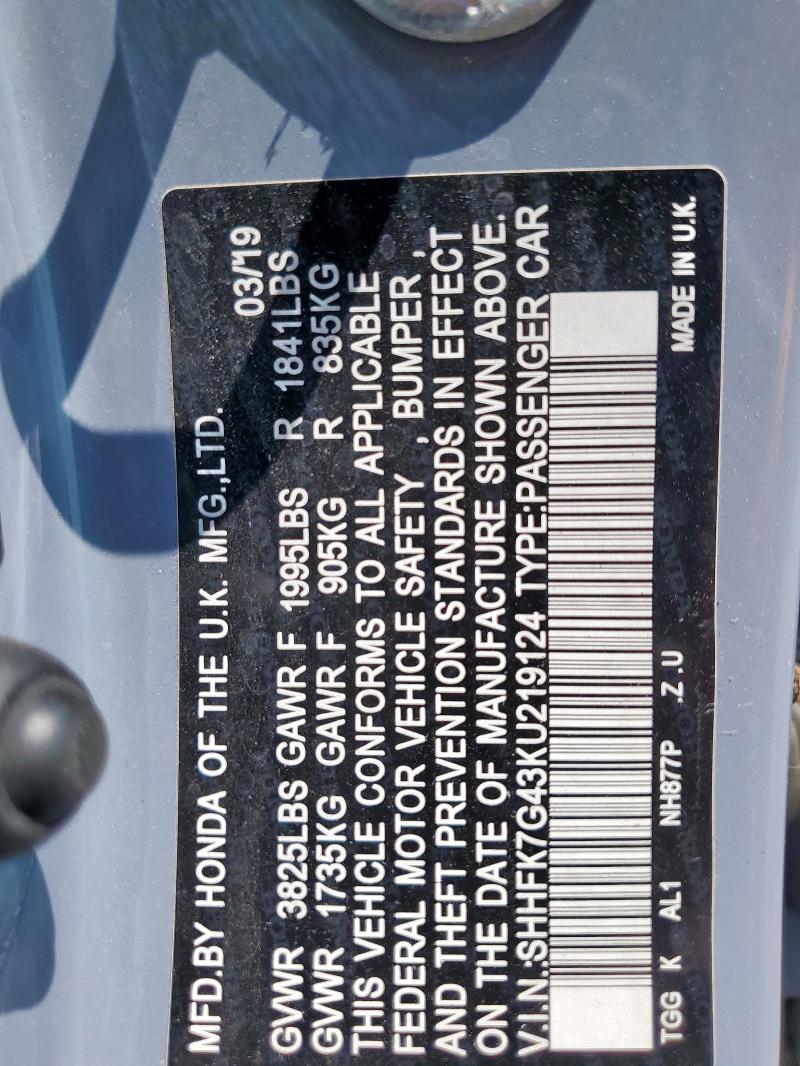 MFD.BY HONDA OF THE U.K. MFG.,LTD.
03/19
GVWR 3825LBS GAWR F 1995LBS R 1841LBS
GVWR 1735KG GAWR F 905KG R 835KG
THIS VEHICLE CONFORMS TO ALL APPLICABLE
FEDERAL MOTOR VEHICLE SAFETY , BUMPER ,
AND THEFT PREVENTION STANDARDS IN EFFECT
ON THE DATE OF MANUFACTURE SHOWN ABOVE.
V.I.N.:SHHFK7G43KU219124 TYPE:PASSENGER CAR
TGG K AL1 NH877P .Z .U MADE IN U.K.